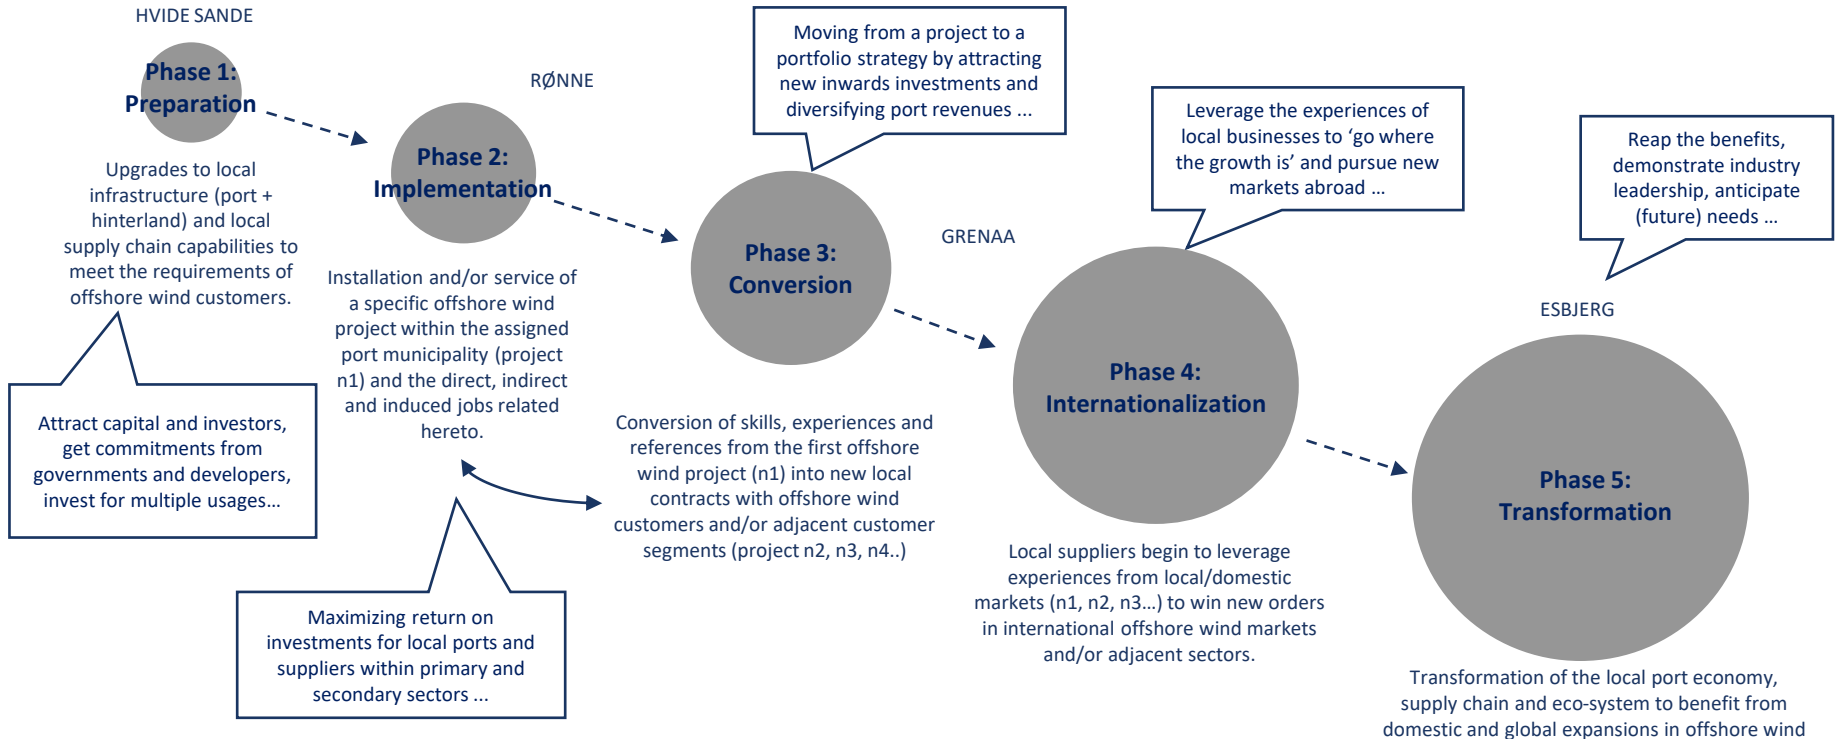 HVIDE SANDE
Phase 1:
Preparation
Upgrades to local
infrastructure (port +
hinterland) and local
supply chain capabilities to
meet the requirements of
offshore wind customers.
Attract capital and investors,
get commitments from
governments and developers,
invest for multiple usages…
RØNNE
Phase 2:
Implementation
Installation and/or service of
a specific offshore wind
project within the assigned
port municipality (project
n1) and the direct, indirect
and induced jobs related
hereto.
Maximizing return on
investments for local ports and
suppliers within primary and
secondary sectors ...
Moving from a project to a
portfolio strategy by attracting
new inwards investments and
diversifying port revenues ...
Phase 3:
Conversion
Conversion of skills, experiences and
references from the first offshore
wind project (n1) into new local
contracts with offshore wind
customers and/or adjacent customer
segments (project n2, n3, n4..)
GRENAA
Leverage the experiences of
local businesses to ‘go where
the growth is’ and pursue new
markets abroad ...
Phase 4:
Internationalization
Local suppliers begin to leverage
experiences from local/domestic
markets (n1, n2, n3…) to win new orders
in international offshore wind markets
and/or adjacent sectors.
Reap the benefits,
demonstrate industry
leadership, anticipate
(future) needs ...
ESBJERG
Phase 5:
Transformation
Transformation of the local port economy,
supply chain and eco-system to benefit from
domestic and global expansions in offshore wind